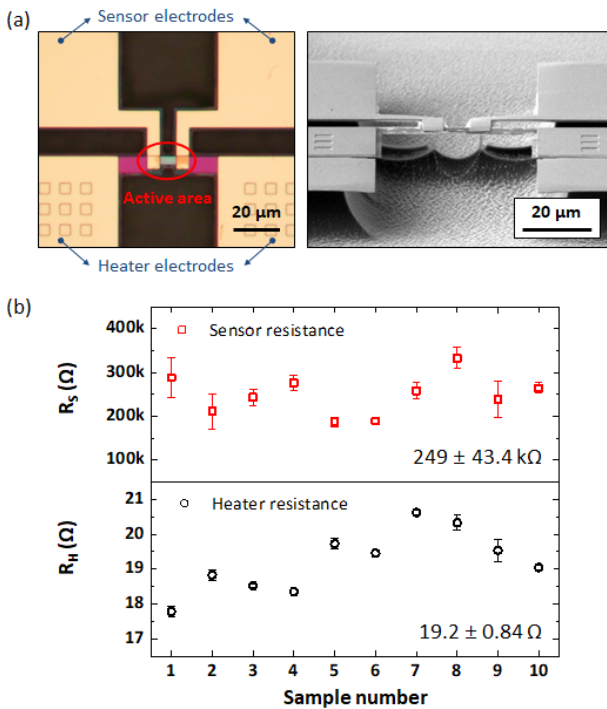 (a)
Sensor electrodes
Active area
20 µm
Heater electrodes
20 µm
(b)
400k
300k
200k
100k
R_S (Ω)
Sensor resistance
249 ± 43.4 kΩ
21
20
19
18
17
R_H (Ω)
Heater resistance
19.2 ± 0.84 Ω
1 2 3 4 5 6 7 8 9 10
Sample number